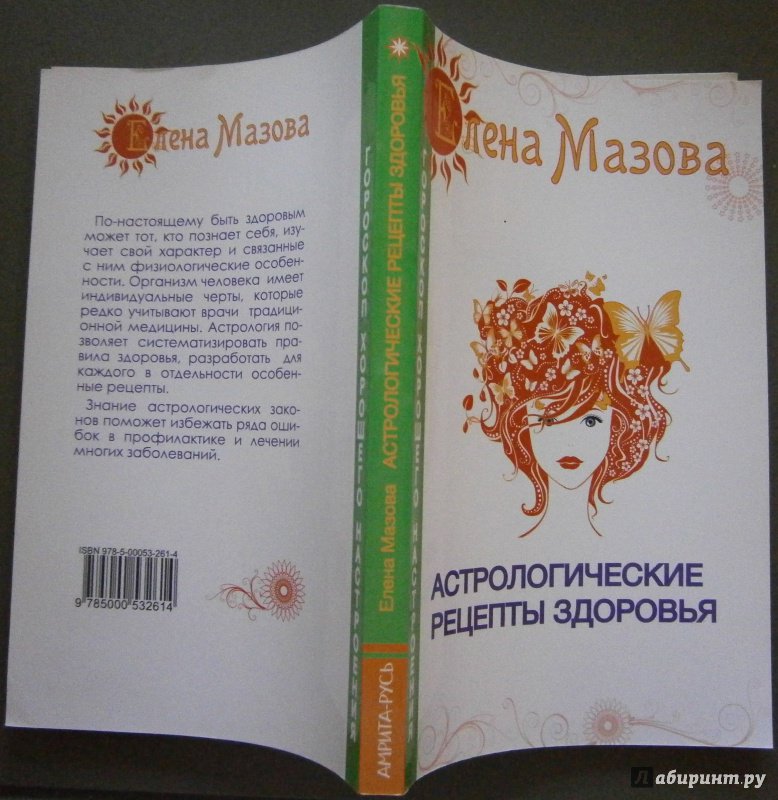 Елена Мазова
По-настоящему быть здоровым
может тот, кто познает себя, изу-
чает свой характер и связанные
с ним физиологические особен-
ности. Организм человека имеет
индивидуальные черты, которые
редко учитывают врачи традици-
онной медицины. Астрология по-
зволяет систематизировать пра-
вила здоровья, разработать для
каждого в отдельности особен-
ные рецепты.
Знание астрологических зако-
нов поможет избежать ряда оши-
бок в профилактике и лечении
многих заболеваний.
ISBN 978-5-00053-261-4
9 785000 532614
ГОРОСКОП ХОРОШЕГО НАСТРОЕНИЯ
Елена Мазова АСТРОЛОГИЧЕСКИЕ РЕЦЕПТЫ ЗДОРОВЬЯ
АМРИТА-РУСЬ
ГОРОСКОП ХОРОШЕГО НАСТРОЕНИЯ
Елена Мазова
АСТРОЛОГИЧЕСКИЕ
РЕЦЕПТЫ ЗДОРОВЬЯ
Лабиринт.ру